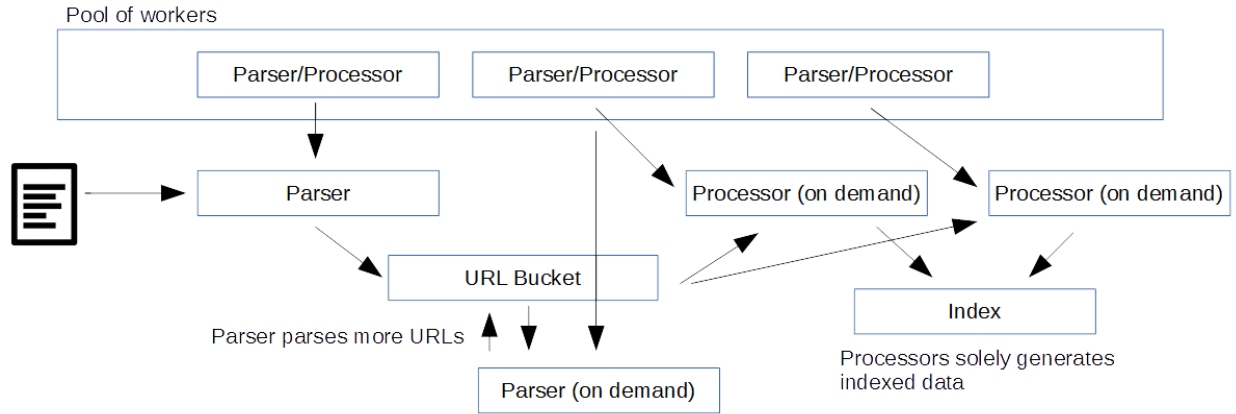 Pool of workers
Parser/Processor
Parser/Processor
Parser/Processor
Parser
Processor (on demand)
Processor (on demand)
URL Bucket
Index
Parser parses more URLs
Processors solely generates
indexed data
Parser (on demand)